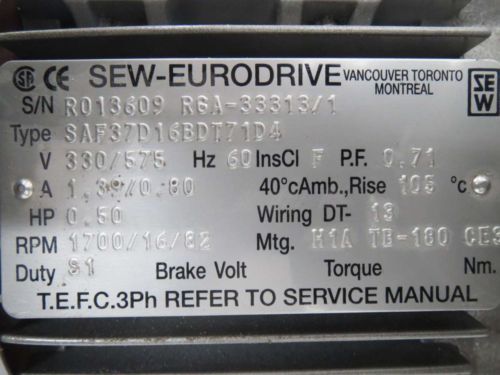 SA CE SEW-EURODRIVE VANCOUVER TORONTO MONTREAL SEW
S/N R013609 R6A-33313/1
Type SAF37D16BDT71D4
V 330/575 Hz 60 InsCl F P.F. 0.71
A 1.39/0.80 40°cAmb.,Rise 105 °c
HP 0.50 Wiring DT- 13
RPM 1700/16/82 Mtg. H1A TB-180 CE3
Duty S1 Brake Volt Torque Nm.
T.E.F.C.3Ph REFER TO SERVICE MANUAL